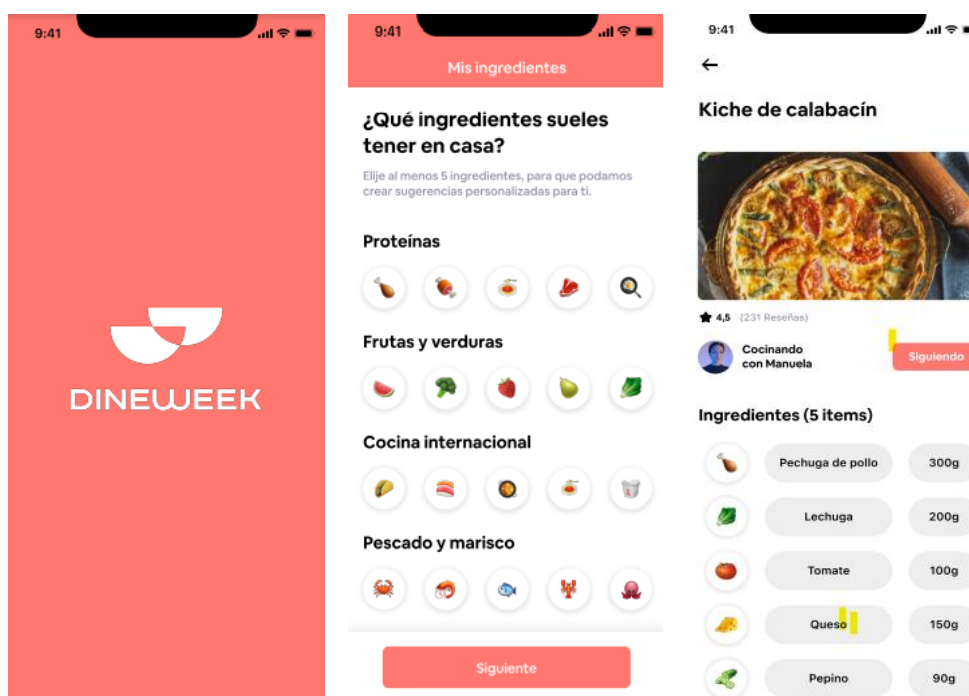 9:41
DINEWEEK
9:41
Mis ingredientes
¿Qué ingredientes sueles
tener en casa?
Elije al menos 5 ingredientes, para que podamos
crear sugerencias personalizadas para ti.
Proteínas
Frutas y verduras
Cocina internacional
Pescado y marisco
Siguiente
9:41
Kiche de calabacín
4,5 (231 Reseñas)
Cocinando
con Manuela
Siguiendo
Ingredientes (5 items)
Pechuga de pollo 300g
Lechuga 200g
Tomate 100g
Queso 150g
Pepino 90g